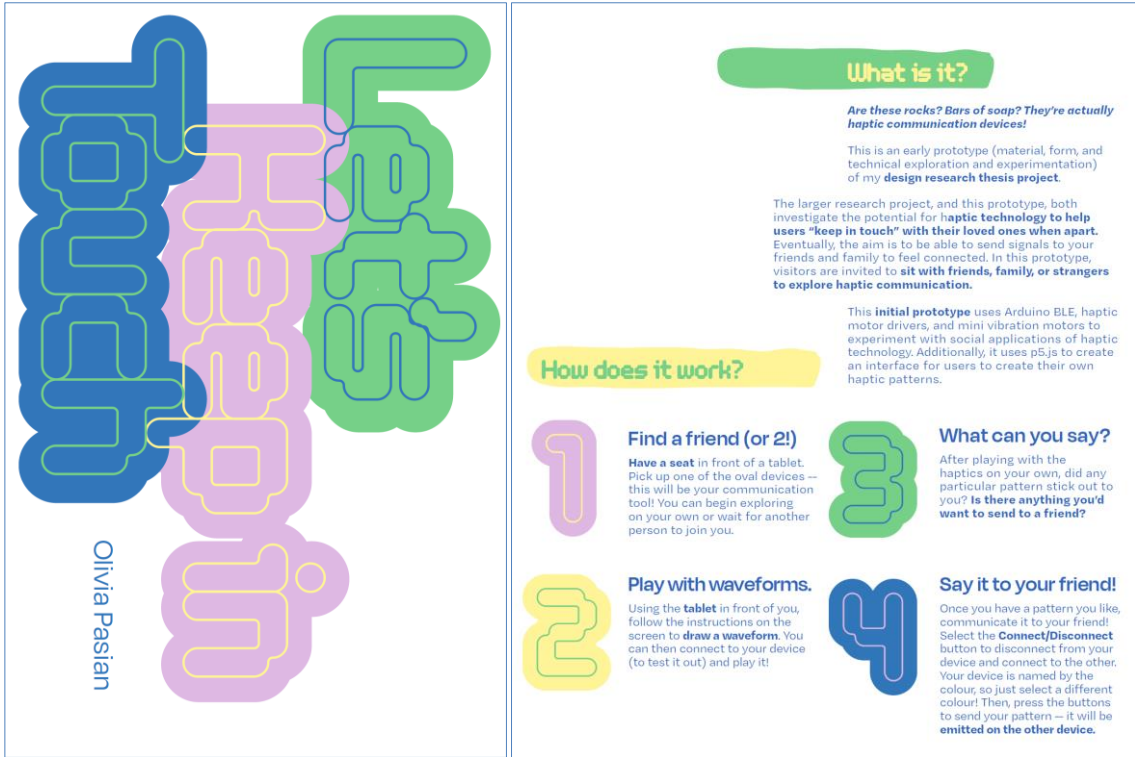 Let's
Keep in
Touch
Olivia Pasian
What is it?
Are these rocks? Bars of soap? They're actually
haptic communication devices!
This is an early prototype (material, form, and
technical exploration and experimentation)
of my design research thesis project.
The larger research project, and this prototype, both
investigate the potential for haptic technology to help
users “keep in touch” with their loved ones when apart.
Eventually, the aim is to be able to send signals to your
friends and family to feel connected. In this prototype,
visitors are invited to sit with friends, family, or strangers
to explore haptic communication.
This initial prototype uses Arduino BLE, haptic
motor drivers, and mini vibration motors to
experiment with social applications of haptic
technology. Additionally, it uses p5.js to create
an interface for users to create their own
haptic patterns.
How does it work?
1
Find a friend (or 2!)
Have a seat in front of a tablet.
Pick up one of the oval devices --
this will be your communication
tool! You can begin exploring
on your own or wait for another
person to join you.
2
Play with waveforms.
Using the tablet in front of you,
follow the instructions on the
screen to draw a waveform. You
can then connect to your device
(to test it out) and play it!
3
What can you say?
After playing with the
haptics on your own, did any
particular pattern stick out to
you? Is there anything you'd
want to send to a friend?
4
Say it to your friend!
Once you have a pattern you like,
communicate it to your friend!
Select the Connect/Disconnect
button to disconnect from your
device and connect to the other.
Your device is named by the
colour, so just select a different
colour! Then, press the buttons
to send your pattern — it will be
emitted on the other device.